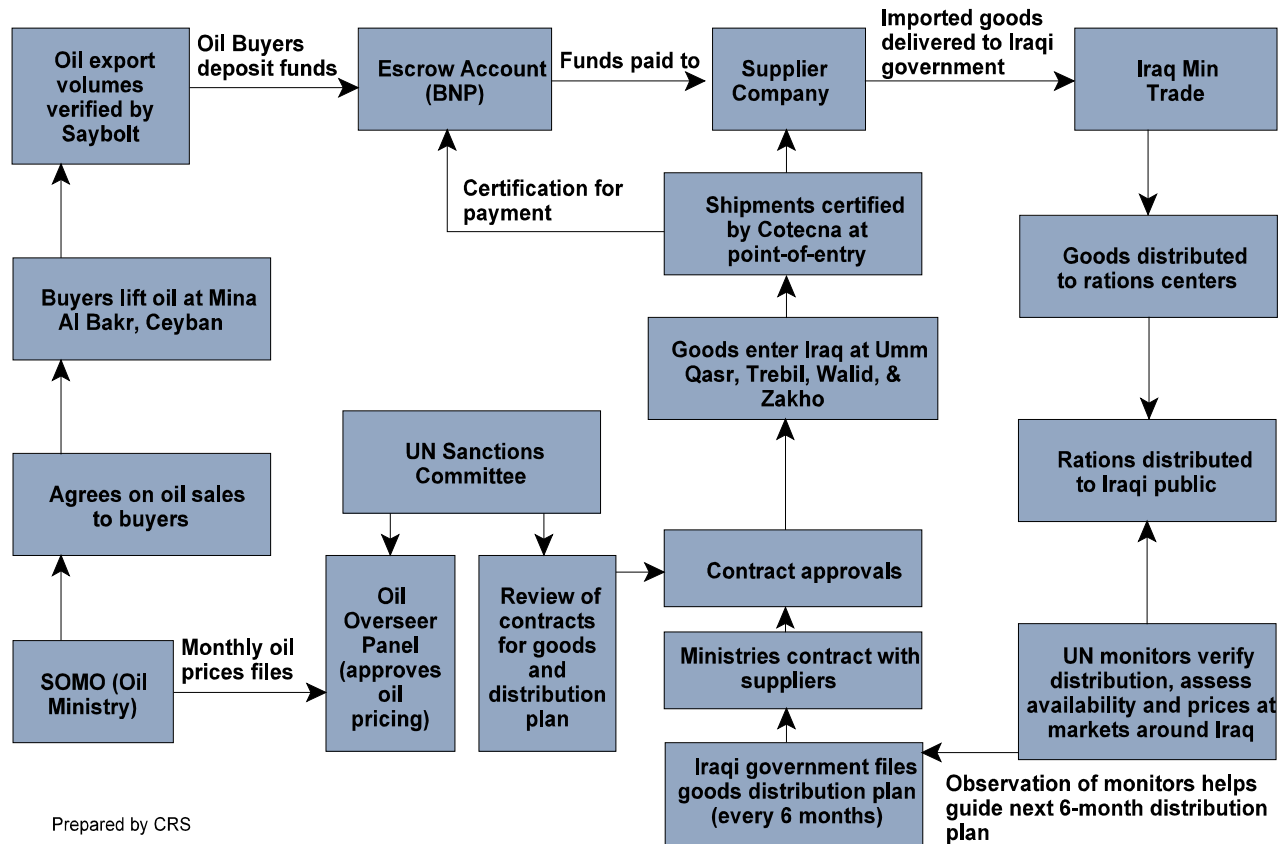 Oil export
volumes
verified by
Saybolt
Oil Buyers
deposit funds
Escrow Account
(BNP)
Funds paid to
Supplier
Company
Imported goods
delivered to Iraqi
government
Iraq Min
Trade
Certification for
payment
Shipments certified
by Cotecna at
point-of-entry
Goods distributed
to rations centers
Buyers lift oil at Mina
Al Bakr, Ceyban
Goods enter Iraq at Umm
Qasr, Trebil, Walid, &
Zakho
UN Sanctions
Committee
Rations distributed
to Iraqi public
Agrees on oil sales
to buyers
Oil
Overseer
Panel
(approves
oil
pricing)
Review of
contracts
for goods
and
distribution
plan
Contract approvals
Ministries contract with
suppliers
UN monitors verify
distribution, assess
availability and prices at
markets around Iraq
SOMO (Oil
Ministry)
Monthly oil
prices files
Iraqi government files
goods distribution plan
(every 6 months)
Observation of monitors helps
guide next 6-month distribution
plan
Prepared by CRS